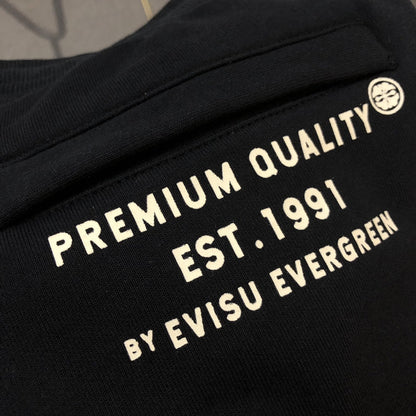 PREMIUM QUALITY
EST.1991
BY EVISU EVERGREEN